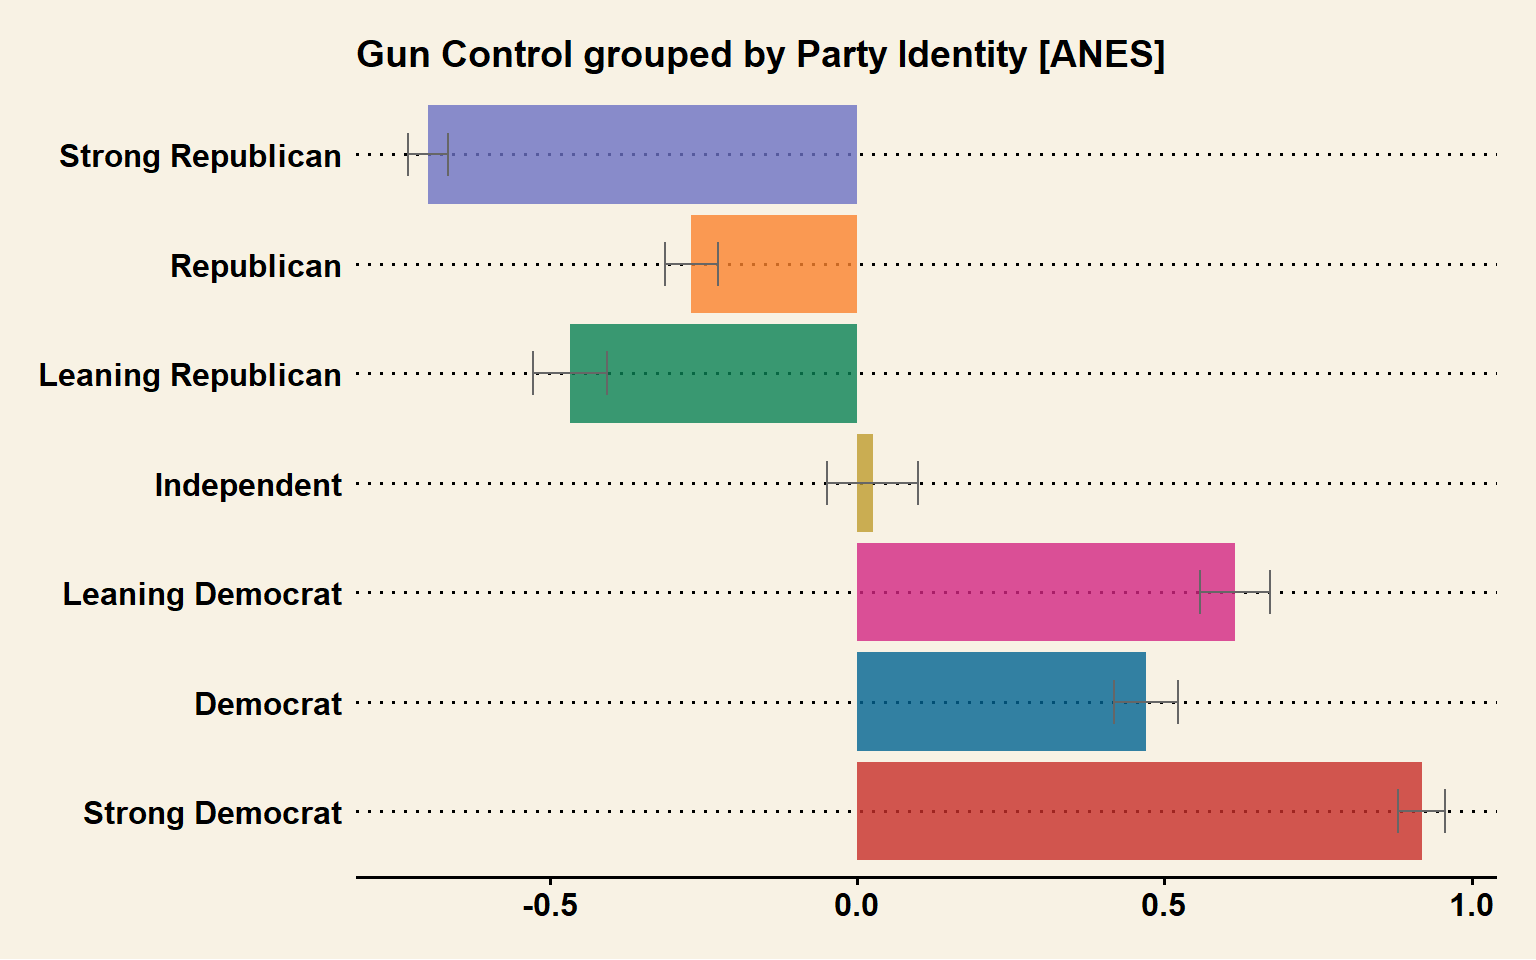 Gun Control grouped by Party Identity [ANES]
Strong Republican
Republican
Leaning Republican
Independent
Leaning Democrat
Democrat
Strong Democrat
-0.5 0.0 0.5 1.0